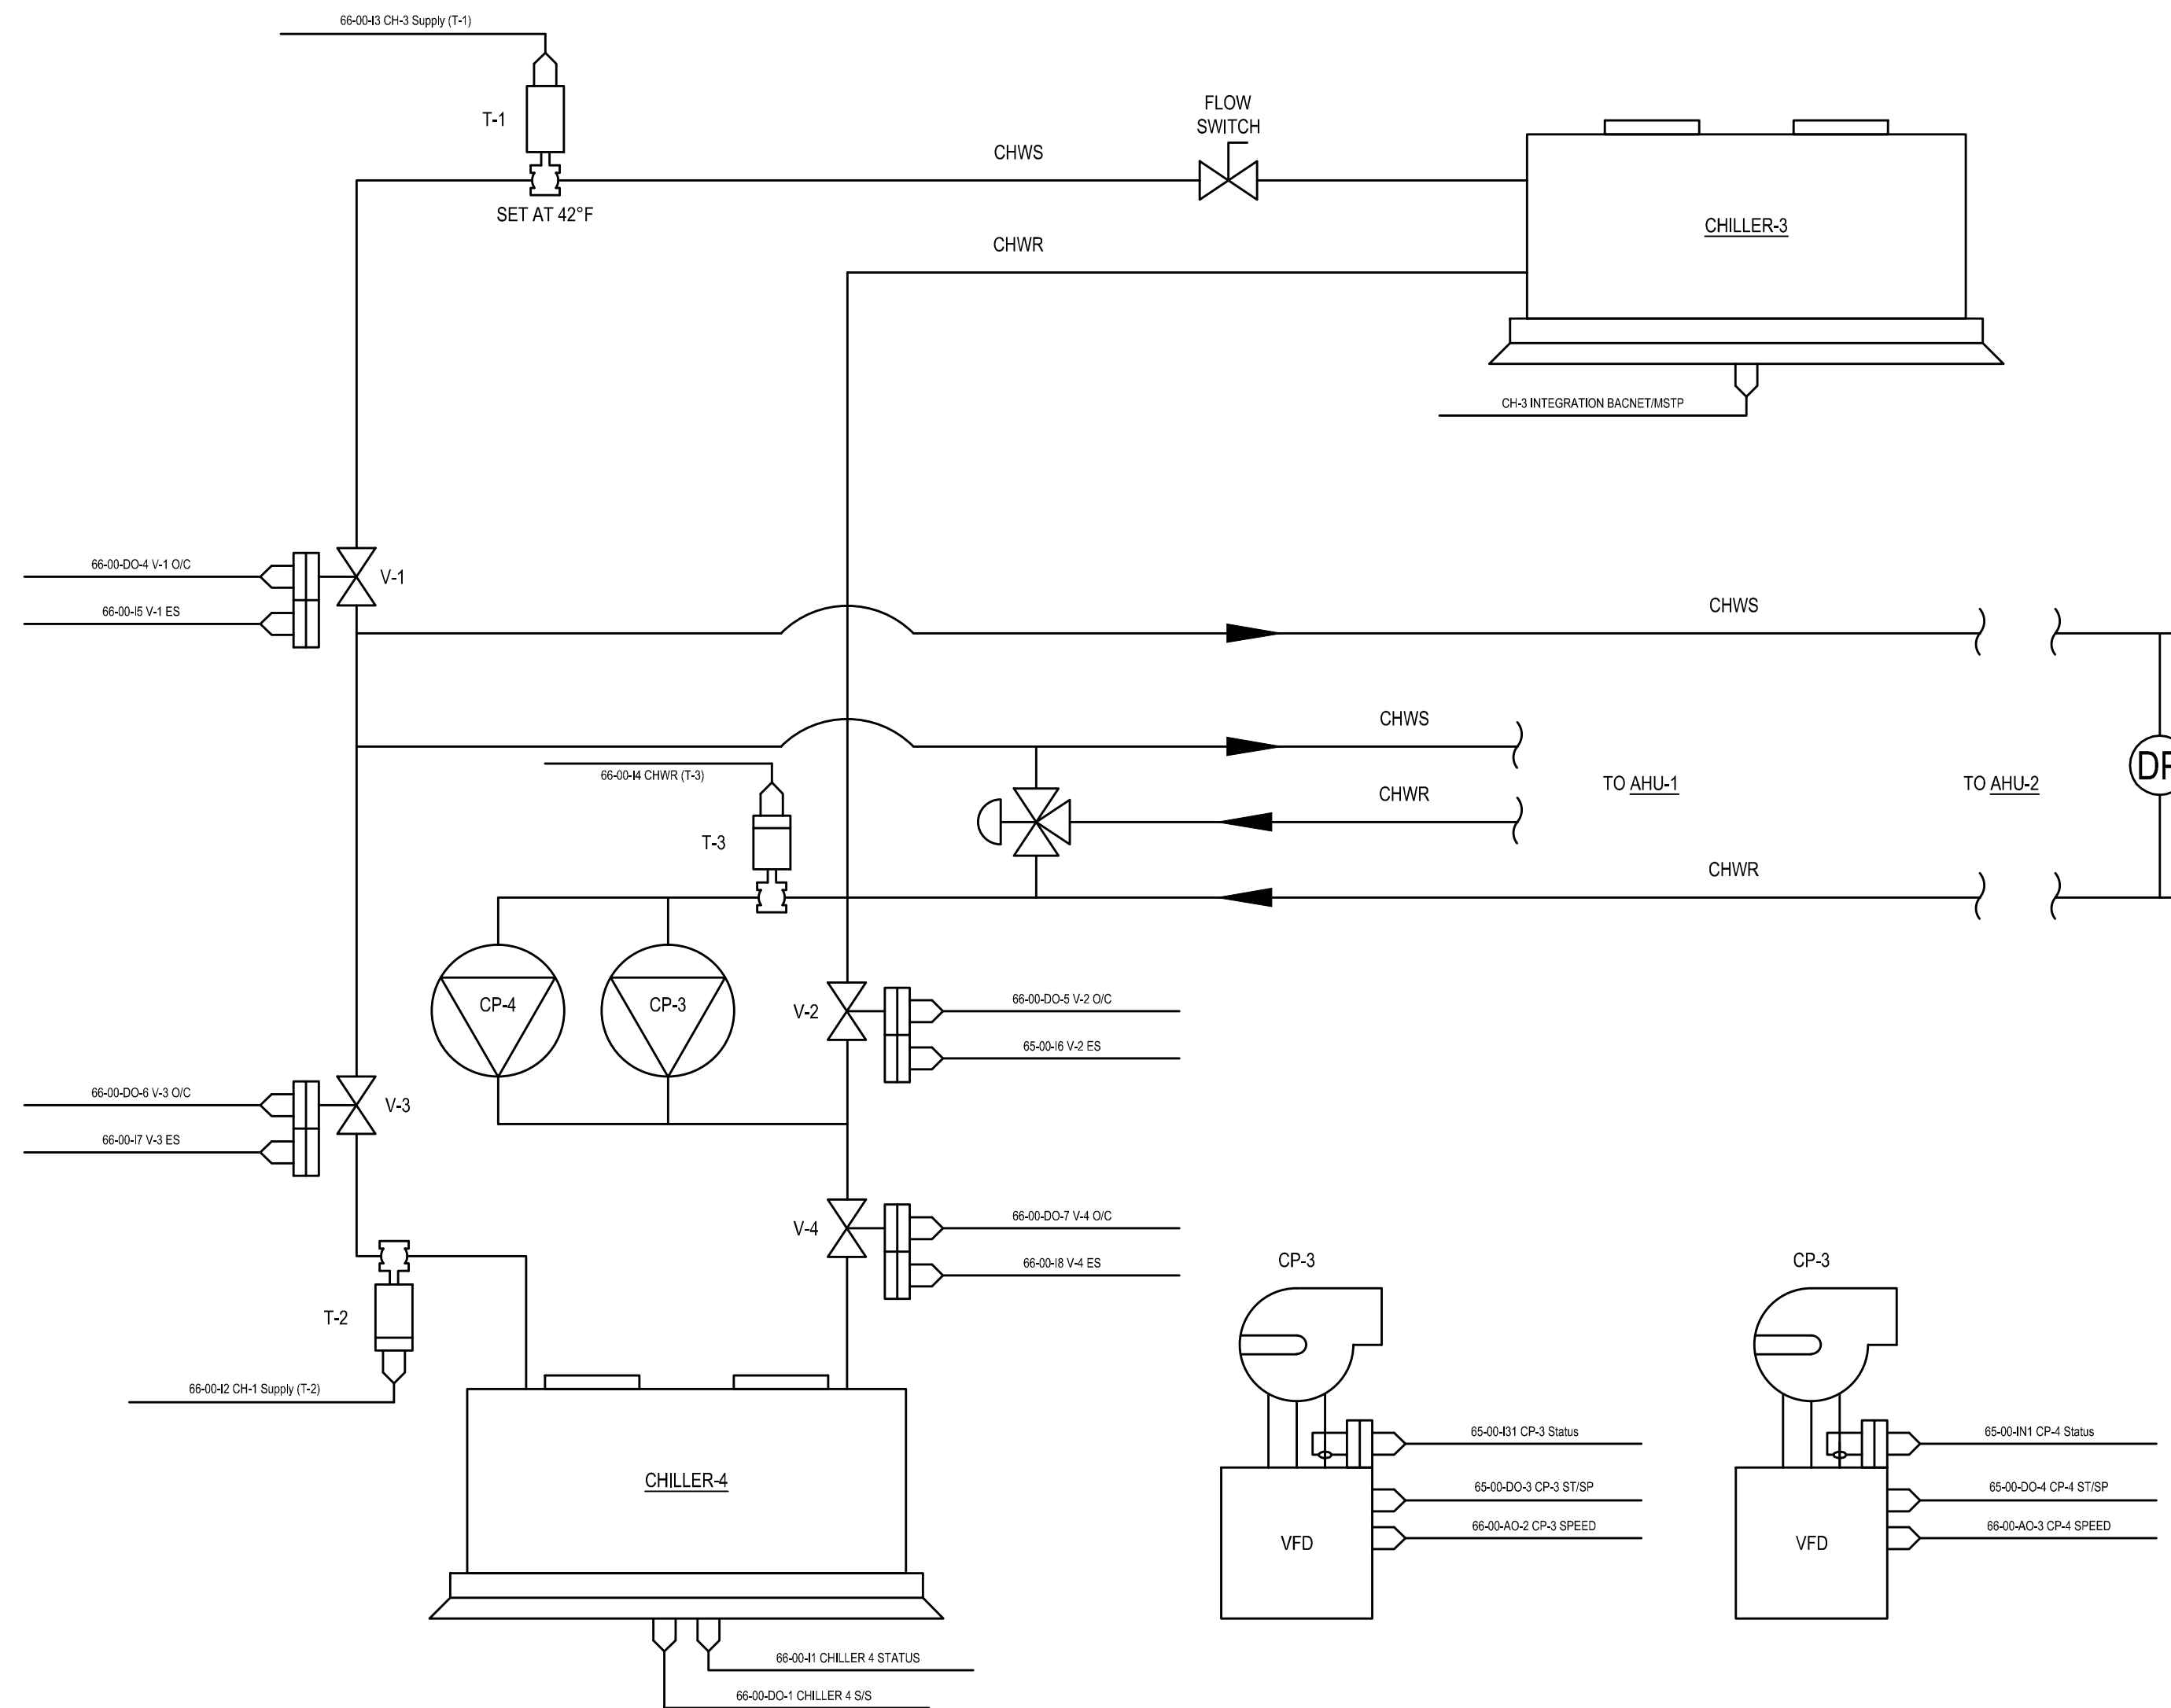 66-00-I3 CH-3 Supply (T-1)
T-1
SET AT 42°F
CHWS
FLOW
SWITCH
CHWR
CHILLER-3
CH-3 INTEGRATION BACNET/MSTP
66-00-DO-4 V-1 O/C
66-00-I5 V-1 ES
V-1
CHWS
CHWS
66-00-I4 CHWR (T-3)
T-3
CHWR
TO AHU-1
TO AHU-2
CHWR
CP-4
CP-3
V-2
66-00-DO-5 V-2 O/C
65-00-I6 V-2 ES
66-00-DO-6 V-3 O/C
66-00-I7 V-3 ES
V-3
V-4
66-00-DO-7 V-4 O/C
66-00-I8 V-4 ES
T-2
66-00-I2 CH-1 Supply (T-2)
CHILLER-4
66-00-I1 CHILLER 4 STATUS
66-00-DO-1 CHILLER 4 S/S
CP-3
65-00-I31 CP-3 Status
65-00-DO-3 CP-3 ST/SP
66-00-AO-2 CP-3 SPEED
VFD
CP-3
65-00-IN1 CP-4 Status
65-00-DO-4 CP-4 ST/SP
66-00-AO-3 CP-4 SPEED
VFD